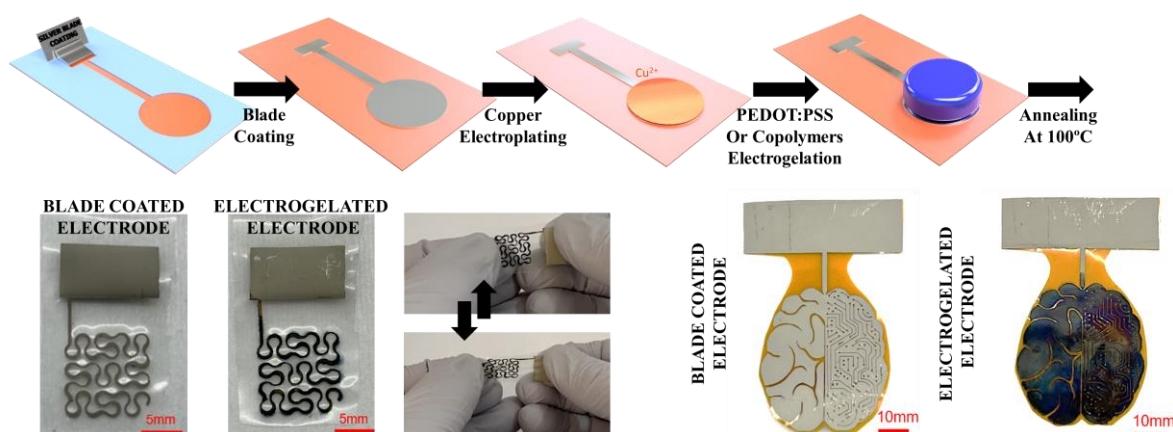 SILVER BLADE
COATING
Blade
Coating
Copper
Electroplating
Cu²⁺
PEDOT:PSS
Or Copolymers
Electrogelation
Annealing
At 100ºC
BLADE COATED
ELECTRODE
ELECTROGELATED
ELECTRODE
5mm
5mm
BLADE COATED
ELECTRODE
10mm
ELECTROGELATED
ELECTRODE
10mm